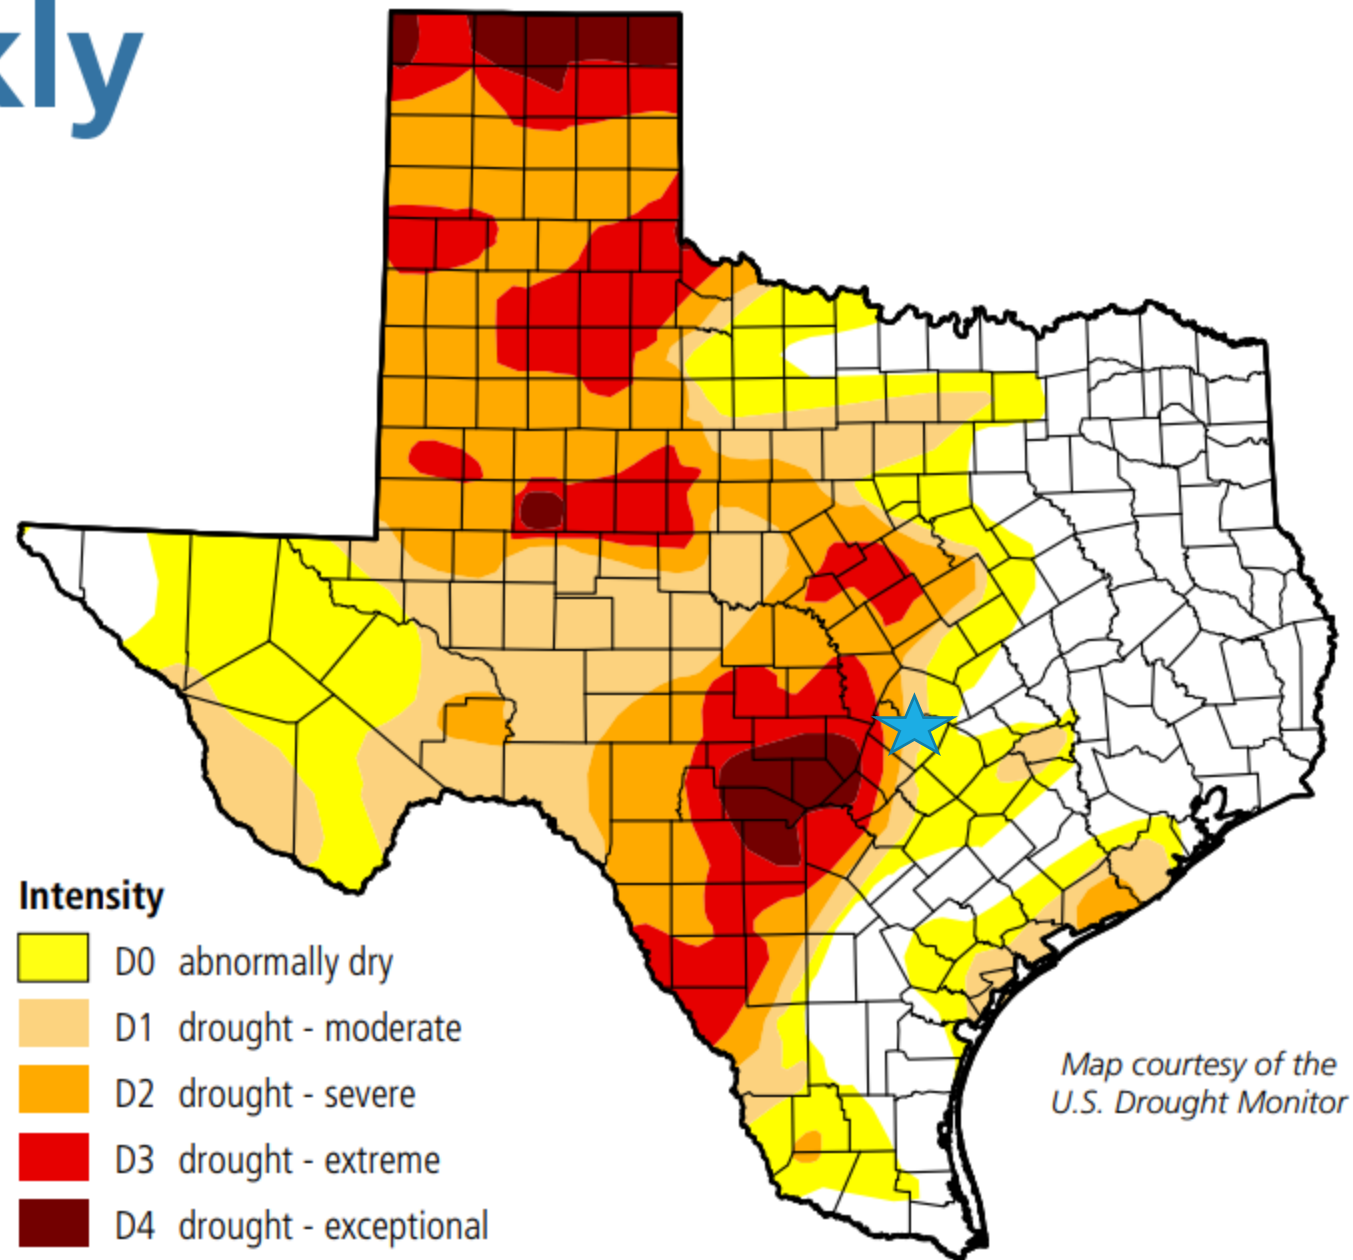 kly
Intensity
D0 abnormally dry
D1 drought - moderate
D2 drought - severe
D3 drought - extreme
D4 drought - exceptional
Map courtesy of the
U.S. Drought Monitor